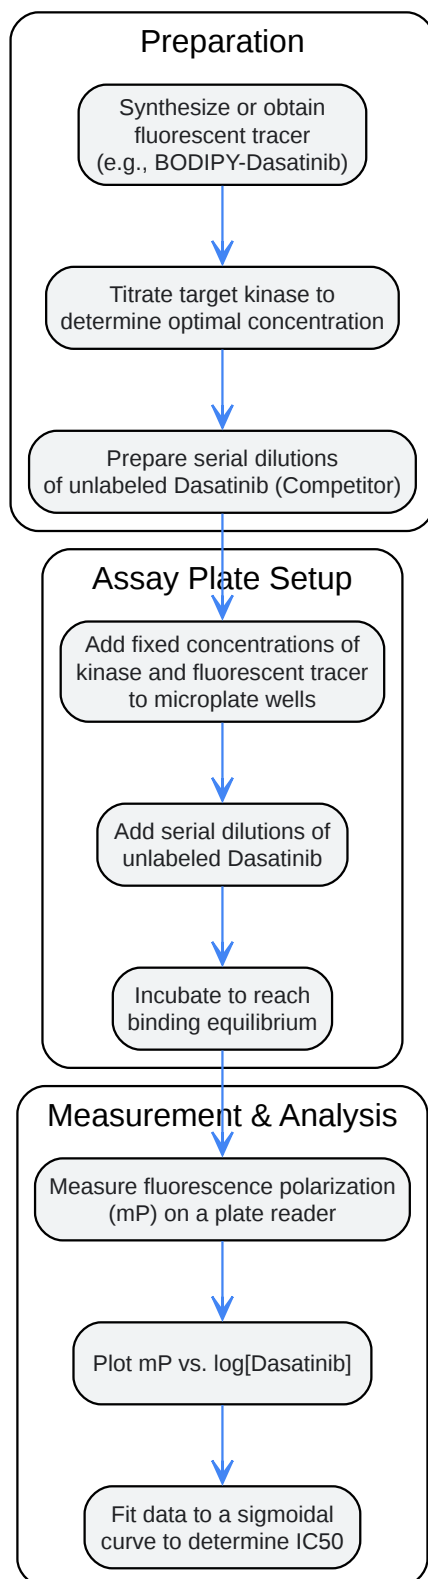 Preparation
Synthesize or obtain
fluorescent tracer
(e.g., BODIPY-Dasatinib)
Titrate target kinase to
determine optimal concentration
Prepare serial dilutions
of unlabeled Dasatinib (Competitor)
Assay Plate Setup
Add fixed concentrations of
kinase and fluorescent tracer
to microplate wells
Add serial dilutions of
unlabeled Dasatinib
Incubate to reach
binding equilibrium
Measurement & Analysis
Measure fluorescence polarization
(mP) on a plate reader
Plot mP vs. log[Dasatinib]
Fit data to a sigmoidal
curve to determine IC50